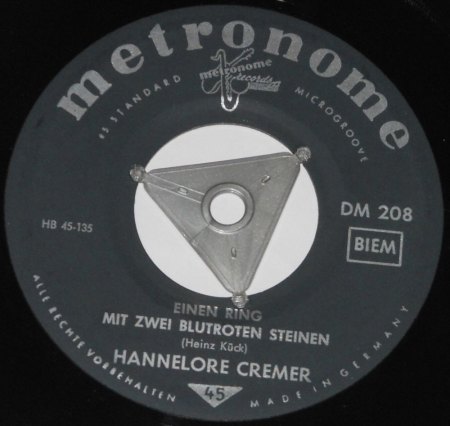 metronome
metronome
records
45 STANDARD
MICROGROOVE
HB 45-135
DM 208
BIEM
EINEN RING
MIT ZWEI BLUTROTEN STEINEN
(Heinz Kück)
HANNELORE CREMER
45
ALLE RECHTE VORBEHALTEN
MADE IN GERMANY